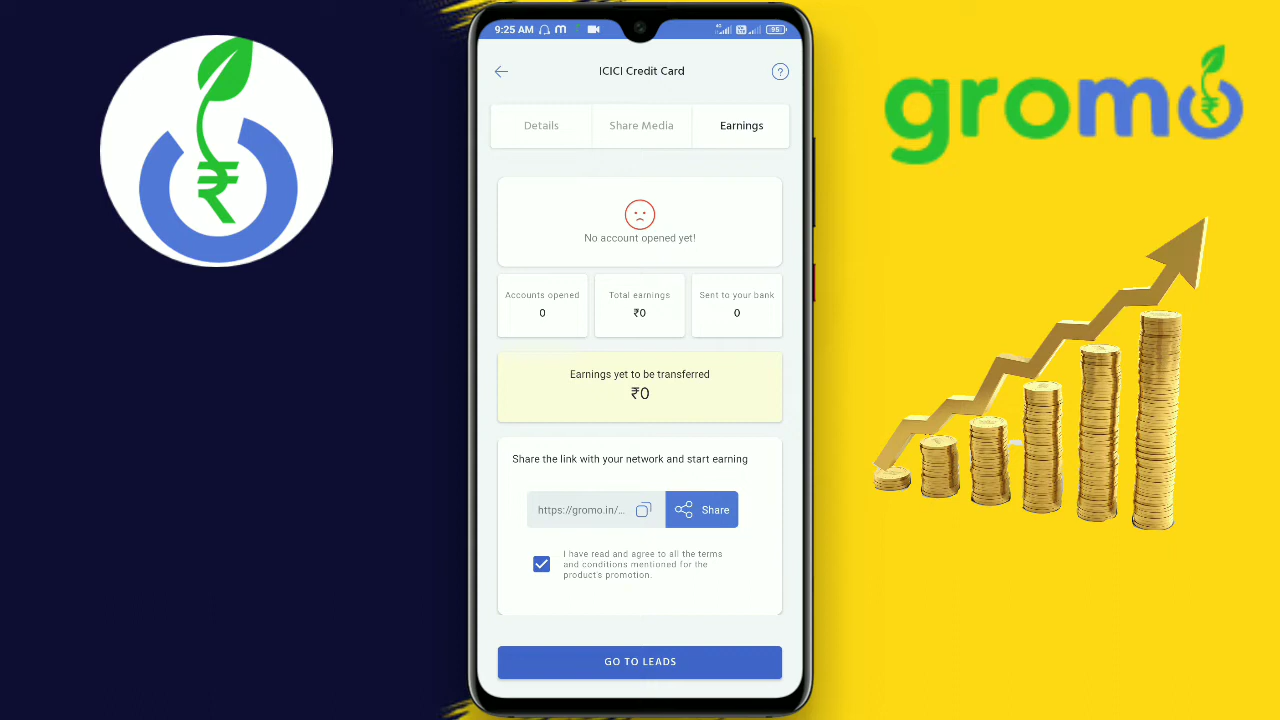 9:25 AM
4G
95
ICICI Credit Card
?
Details
Share Media
Earnings
No account opened yet!
Accounts opened
0
Total earnings
₹0
Sent to your bank
0
Earnings yet to be transferred
₹0
Share the link with your network and start earning
https://gromo.in/...
Share
I have read and agree to all the terms
and conditions mentioned for the
product's promotion.
GO TO LEADS
₹
gromo
₹